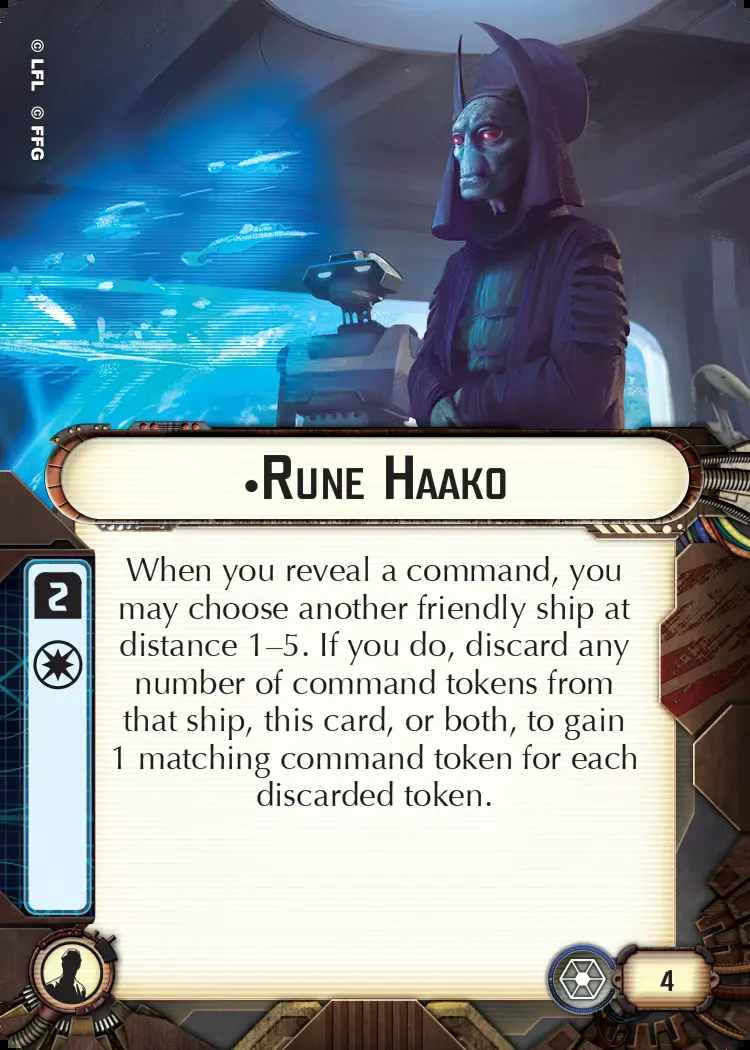 © LFL © FFG
•Rune Haako
2
When you reveal a command, you
may choose another friendly ship at
distance 1–5. If you do, discard any
number of command tokens from
that ship, this card, or both, to gain
1 matching command token for each
discarded token.
4